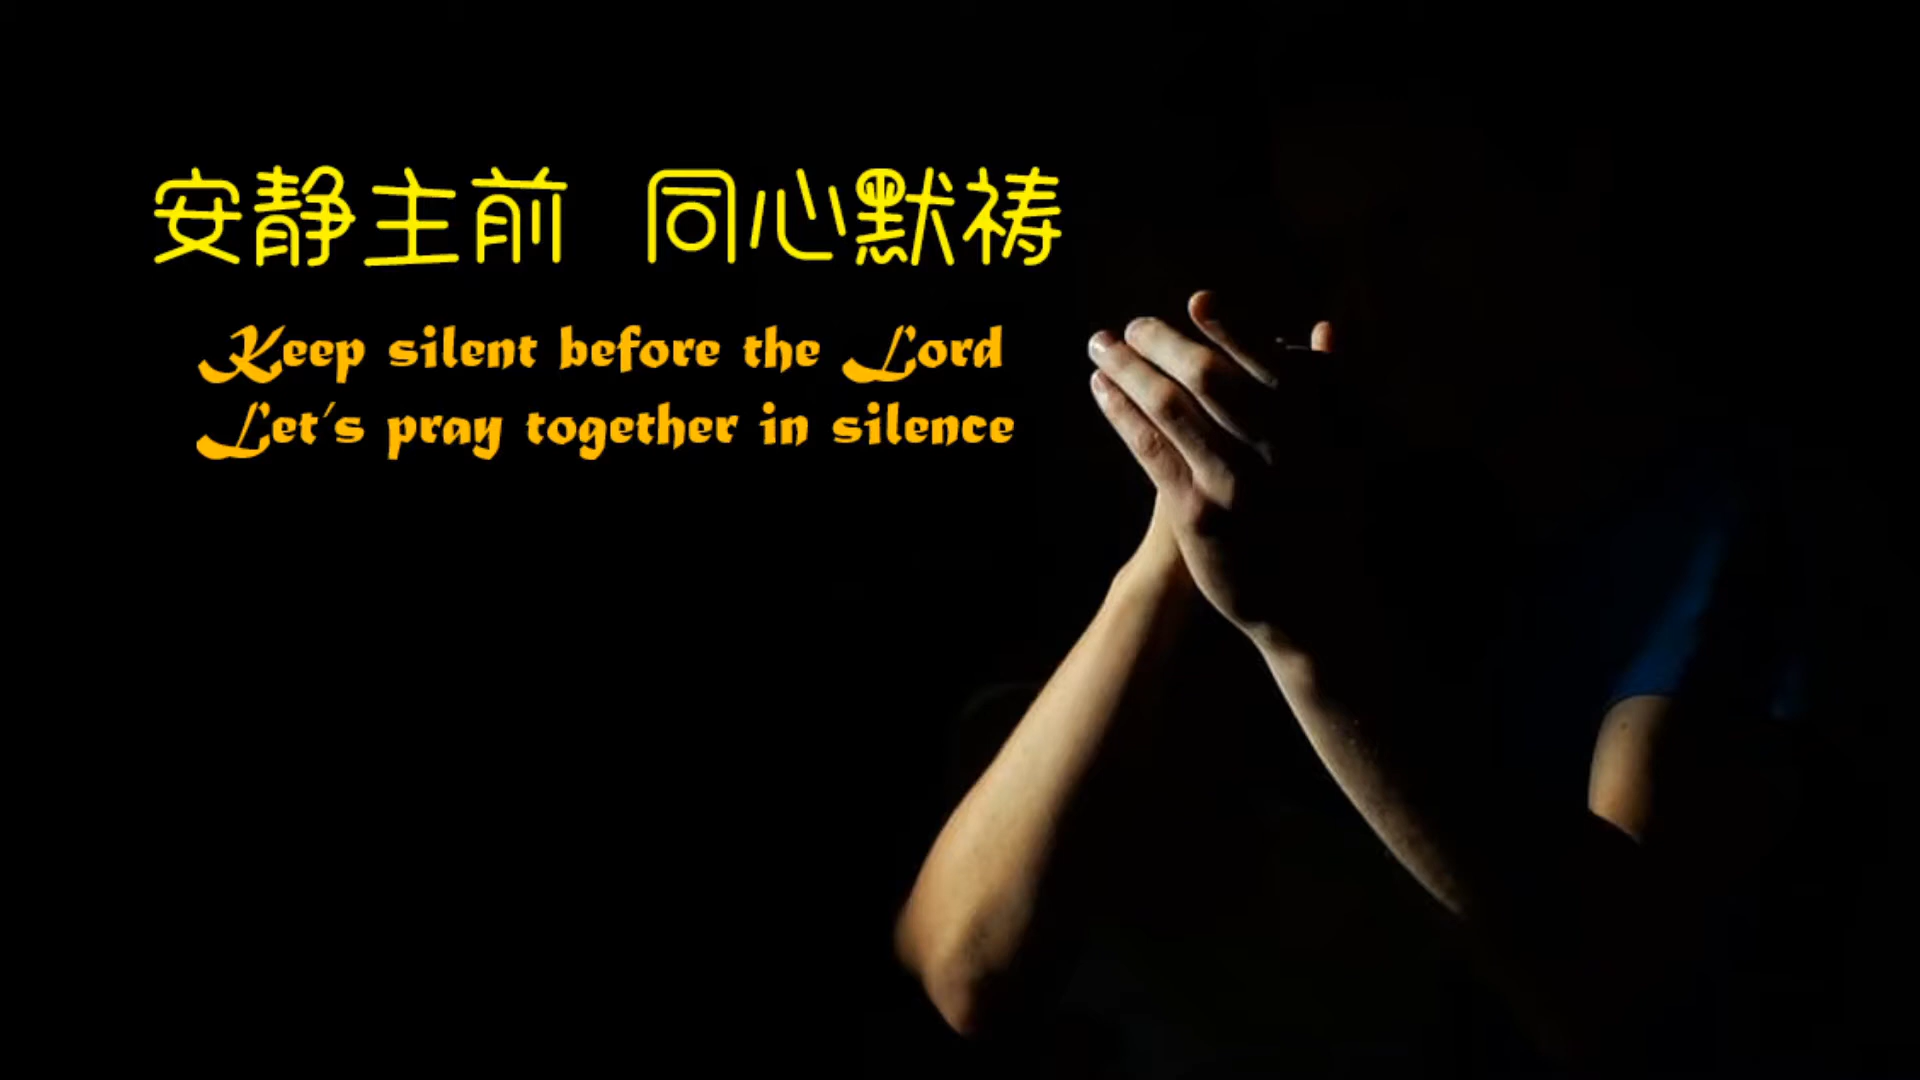 安静主前 同心默祷
Keep silent before the Lord
Let's pray together in silence